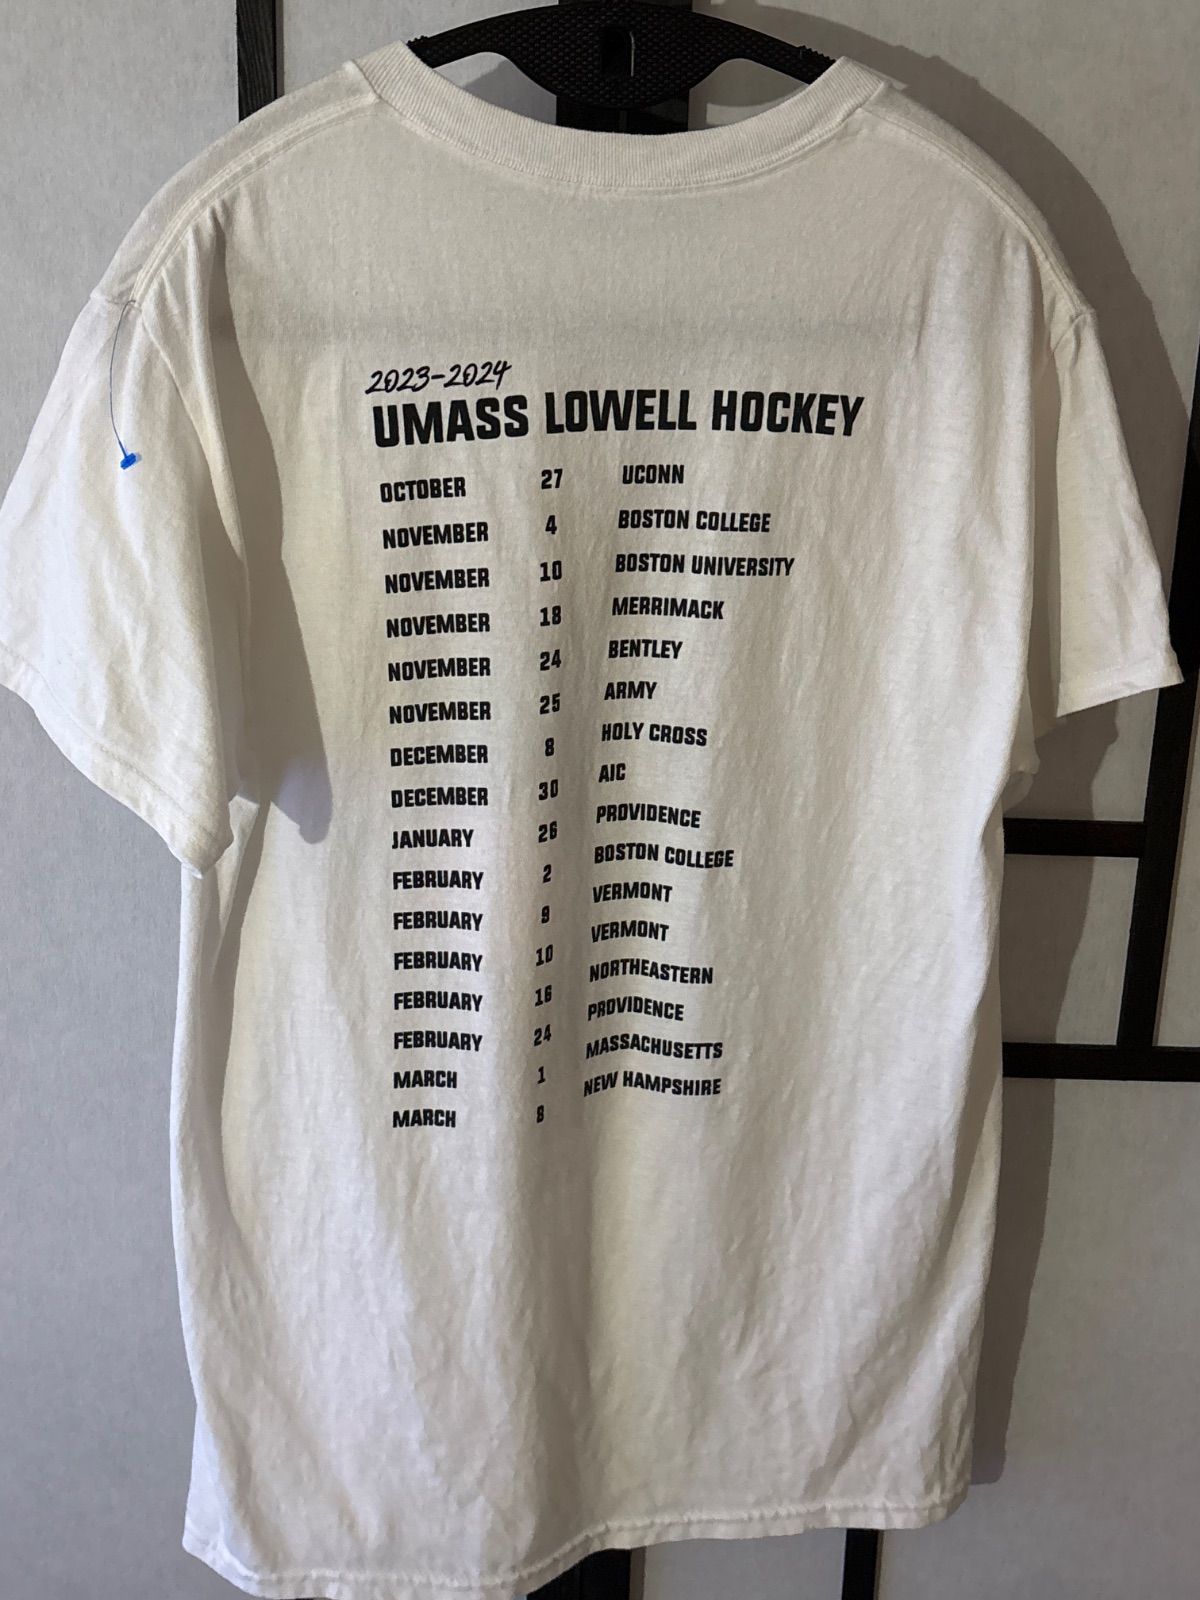 2023-2024
UMASS LOWELL HOCKEY
OCTOBER 27 UCONN
NOVEMBER 4 BOSTON COLLEGE
NOVEMBER 10 BOSTON UNIVERSITY
NOVEMBER 18 MERRIMACK
NOVEMBER 24 BENTLEY
NOVEMBER 25 ARMY
DECEMBER 8 HOLY CROSS
DECEMBER 30 AIC
JANUARY 26 PROVIDENCE
FEBRUARY 2 BOSTON COLLEGE
FEBRUARY 9 VERMONT
FEBRUARY 10 VERMONT
FEBRUARY 16 NORTHEASTERN
FEBRUARY 24 PROVIDENCE
MARCH 1 MASSACHUSETTS
MARCH 8 NEW HAMPSHIRE